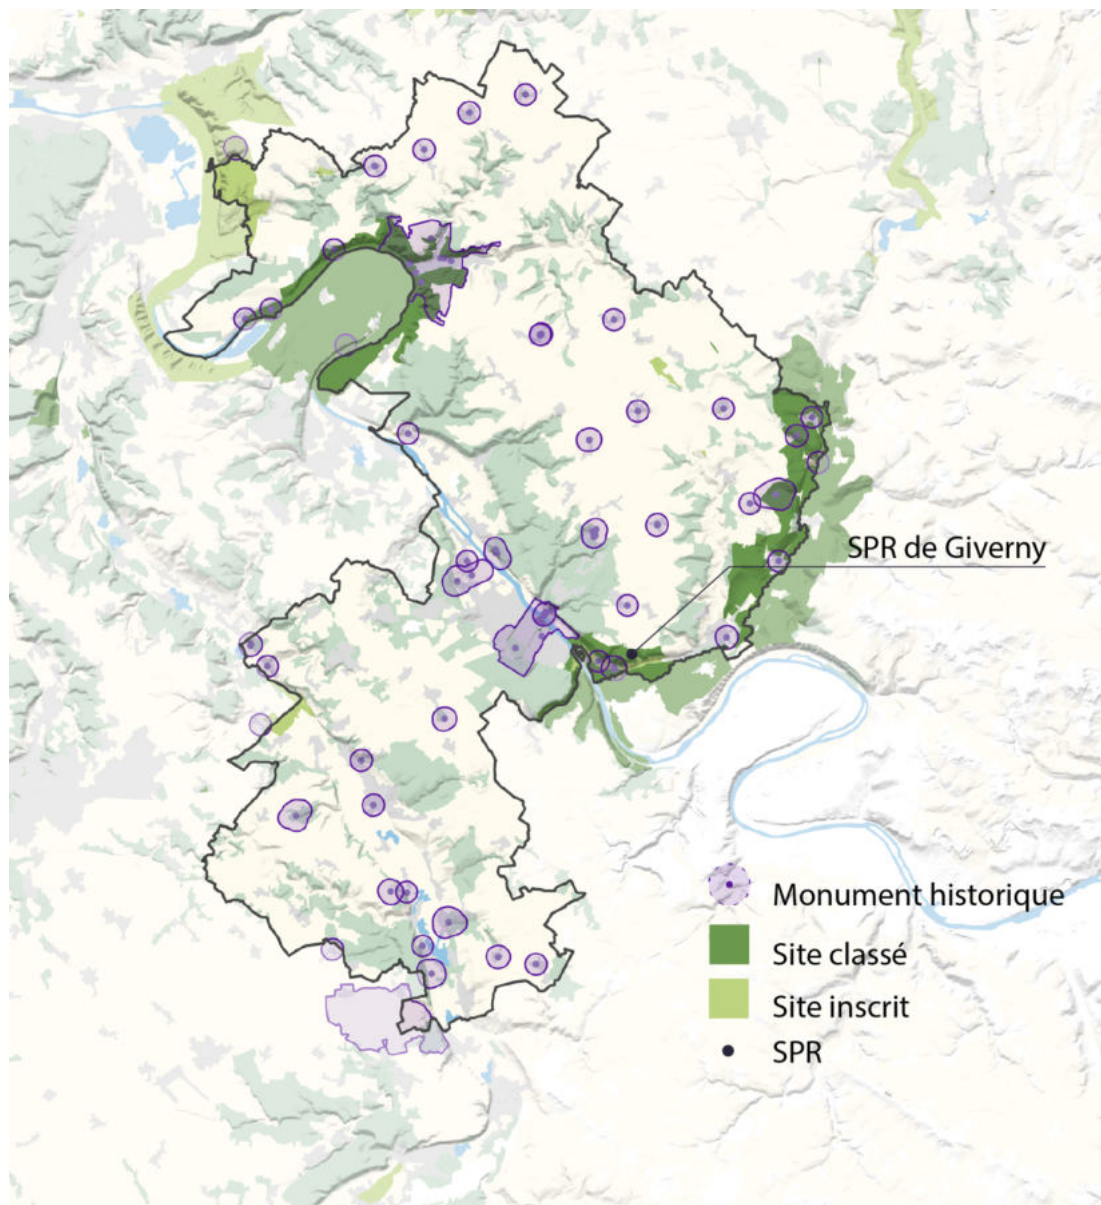 SPR de Giverny
Monument historique
Site classé
Site inscrit
SPR